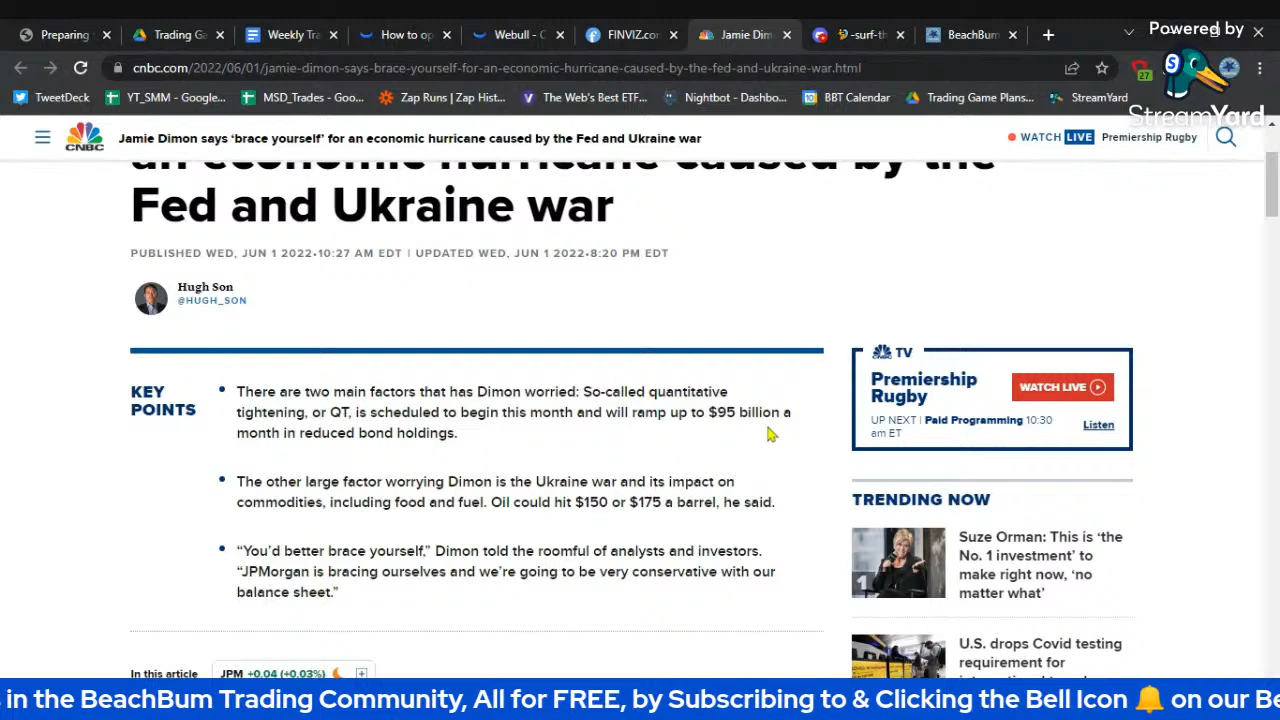 Preparing
Trading Ga
Weekly Tra
How to op
Webull - C
FINVIZ.co
Jamie Dim
-surf-th
BeachBum
Powered by
cnbc.com/2022/06/01/jamie-dimon-says-brace-yourself-for-an-economic-hurricane-caused-by-the-fed-and-ukraine-war.html
27
TweetDeck
YT_SMM - Google...
MSD_Trades - Goo...
Zap Runs | Zap Hist...
The Web's Best ETF...
Nightbot - Dashbo...
BBT Calendar
Trading Game Plans...
StreamYard
StreamYard
CNBC
Jamie Dimon says ‘brace yourself’ for an economic hurricane caused by the Fed and Ukraine war
WATCH LIVE Premiership Rugby
an economic hurricane caused by the
Fed and Ukraine war
PUBLISHED WED, JUN 1 2022•10:27 AM EDT | UPDATED WED, JUN 1 2022•8:20 PM EDT
Hugh Son
@HUGH_SON
KEY
POINTS
There are two main factors that has Dimon worried: So-called quantitative
tightening, or QT, is scheduled to begin this month and will ramp up to $95 billion a
month in reduced bond holdings.
The other large factor worrying Dimon is the Ukraine war and its impact on
commodities, including food and fuel. Oil could hit $150 or $175 a barrel, he said.
“You’d better brace yourself,” Dimon told the roomful of analysts and investors.
“JPMorgan is bracing ourselves and we’re going to be very conservative with our
balance sheet.”
In this article
JPM +0.04 (+0.03%)
TV
Premiership
Rugby
WATCH LIVE
UP NEXT | Paid Programming 10:30
am ET
Listen
TRENDING NOW
Suze Orman: This is ‘the
No. 1 investment’ to
make right now, ‘no
matter what’
U.S. drops Covid testing
requirement for
in the BeachBum Trading Community, All for FREE, by Subscribing to & Clicking the Bell Icon 🔔 on our Be